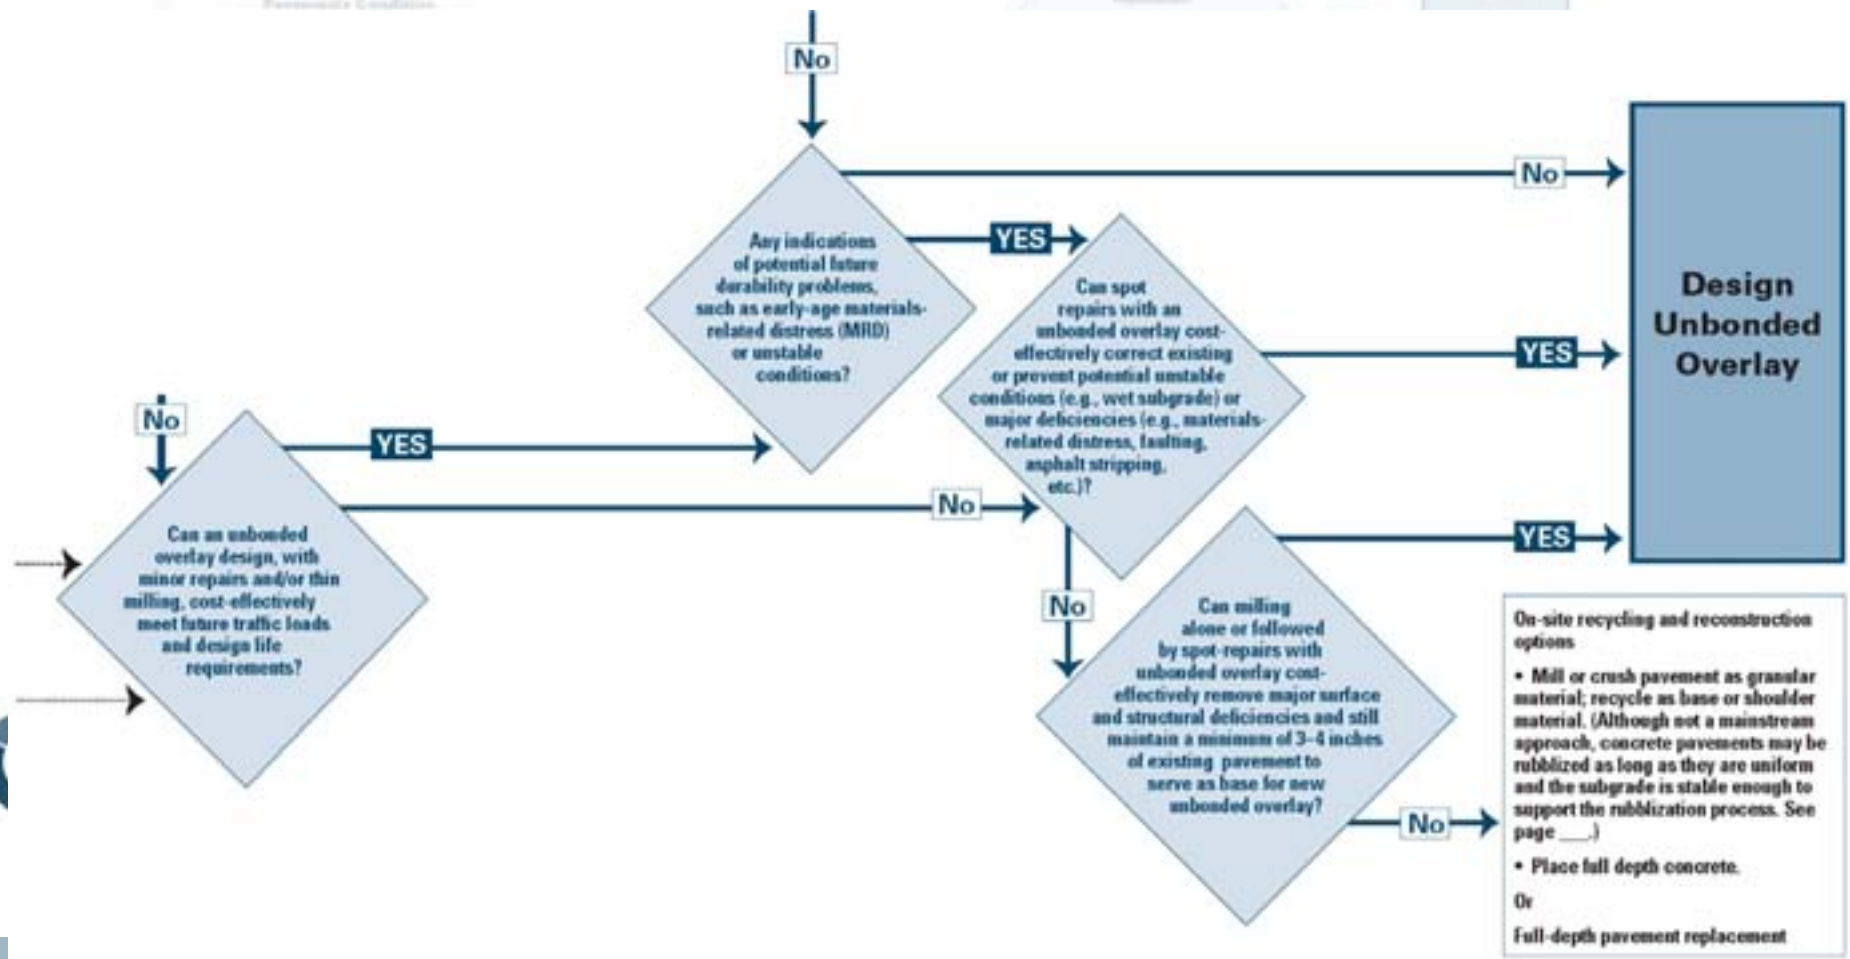 Pavement's Condition
No
No
YES
Any indications
of potential future
durability problems,
such as early-age materials-
related distress (MRD)
or unstable
conditions?
Can spot
repairs with an
unbonded overlay cost-
effectively correct existing
or prevent potential unstable
conditions (e.g., wet subgrade) or
major deficiencies (e.g., materials-
related distress, faulting,
asphalt stripping,
etc.)?
YES
Design
Unbonded
Overlay
No
YES
No
YES
Can an unbonded
overlay design, with
minor repairs and/or thin
milling, cost-effectively
meet future traffic loads
and design life
requirements?
No
Can milling
alone or followed
by spot-repairs with
unbonded overlay cost-
effectively remove major surface
and structural deficiencies and still
maintain a minimum of 3-4 inches
of existing pavement to
serve as base for new
unbonded overlay?
No
On-site recycling and reconstruction
options
• Mill or crush pavement as granular
material; recycle as base or shoulder
material. (Although not a mainstream
approach, concrete pavements may be
rubblized as long as they are uniform
and the subgrade is stable enough to
support the rubblization process. See
page ___.)
• Place full depth concrete.
Or
Full-depth pavement replacement